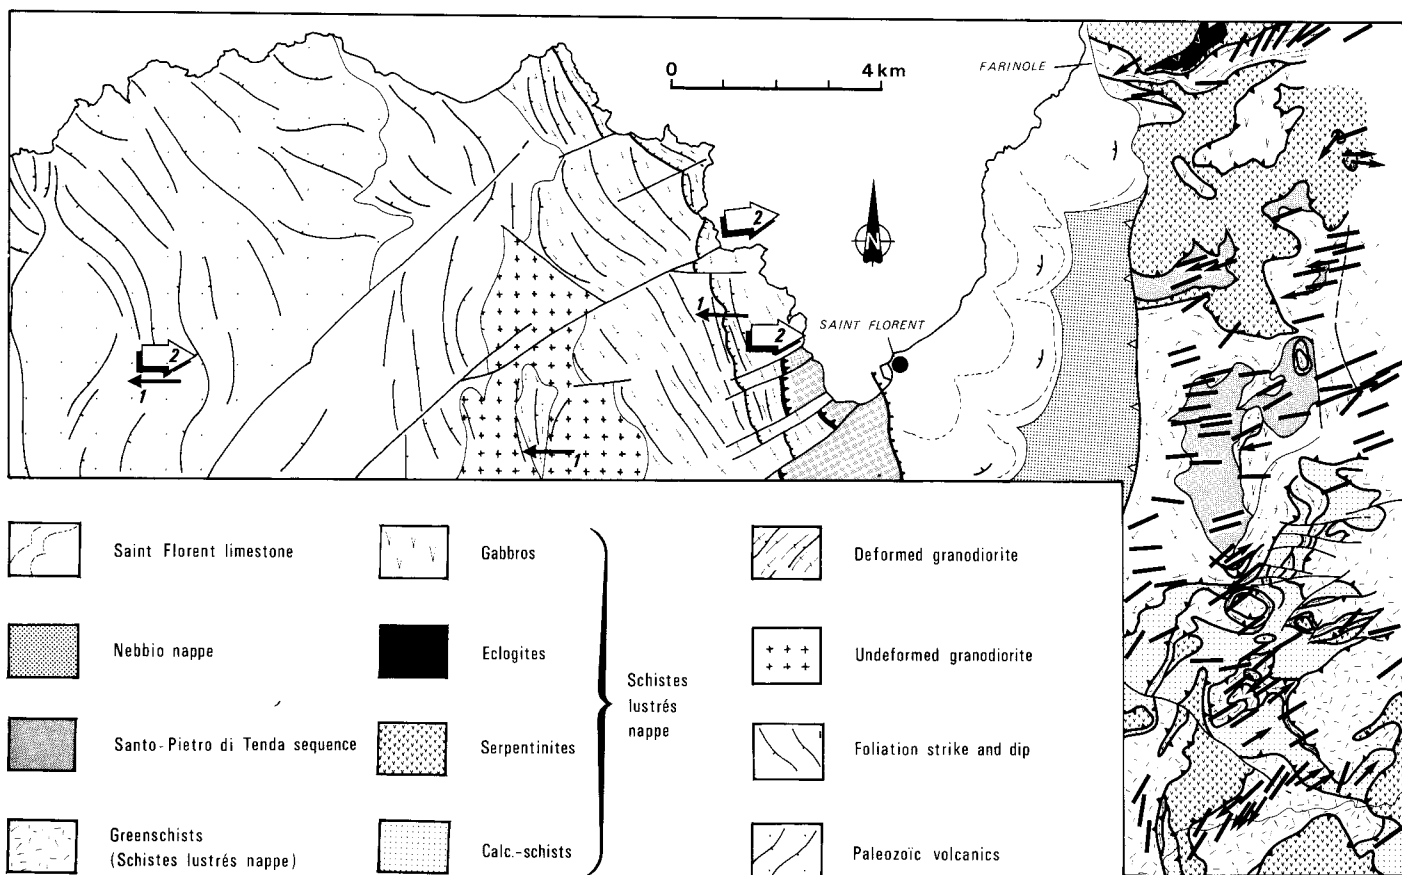 0 4 km
FARINOLE
N
2
1
2
SAINT FLORENT
2
1
1
Saint Florent limestone
Nebbio nappe
Santo-Pietro di Tenda sequence
Greenschists
(Schistes lustrés nappe)
Gabbros
Eclogites
Serpentinites
Calc.-schists
Schistes
lustrés
nappe
Deformed granodiorite
Undeformed granodiorite
Foliation strike and dip
Paleozoïc volcanics